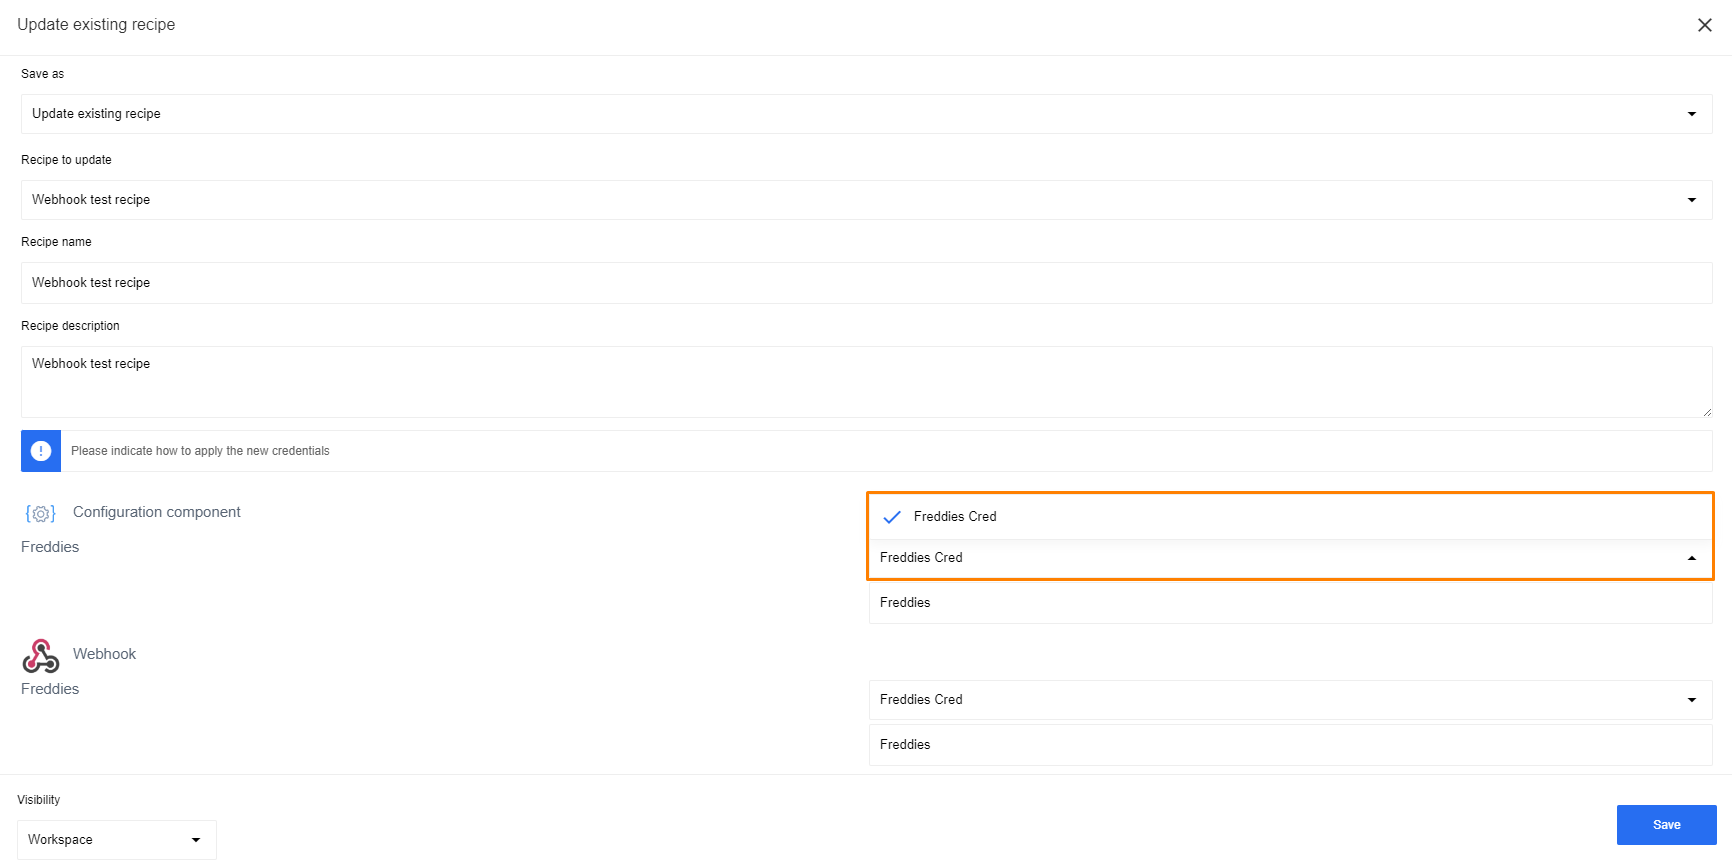 Update existing recipe
Save as
Update existing recipe
Recipe to update
Webhook test recipe
Recipe name
Webhook test recipe
Recipe description
Webhook test recipe
Please indicate how to apply the new credentials
Configuration component
Freddies Cred
Freddies
Freddies Cred
Freddies
Webhook
Freddies
Freddies Cred
Freddies
Visibility
Workspace
Save